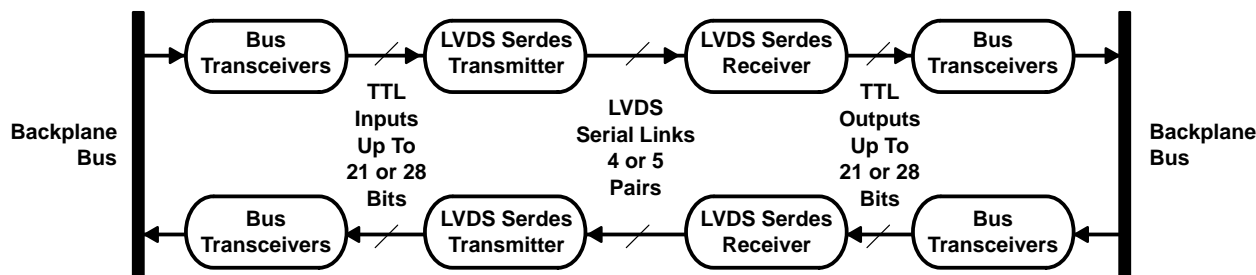 Bus
Transceivers
LVDS Serdes
Transmitter
LVDS Serdes
Receiver
Bus
Transceivers
Backplane
Bus
TTL
Inputs
Up To
21 or 28
Bits
LVDS
Serial Links
4 or 5
Pairs
TTL
Outputs
Up To
21 or 28
Bits
Backplane
Bus
Bus
Transceivers
LVDS Serdes
Transmitter
LVDS Serdes
Receiver
Bus
Transceivers